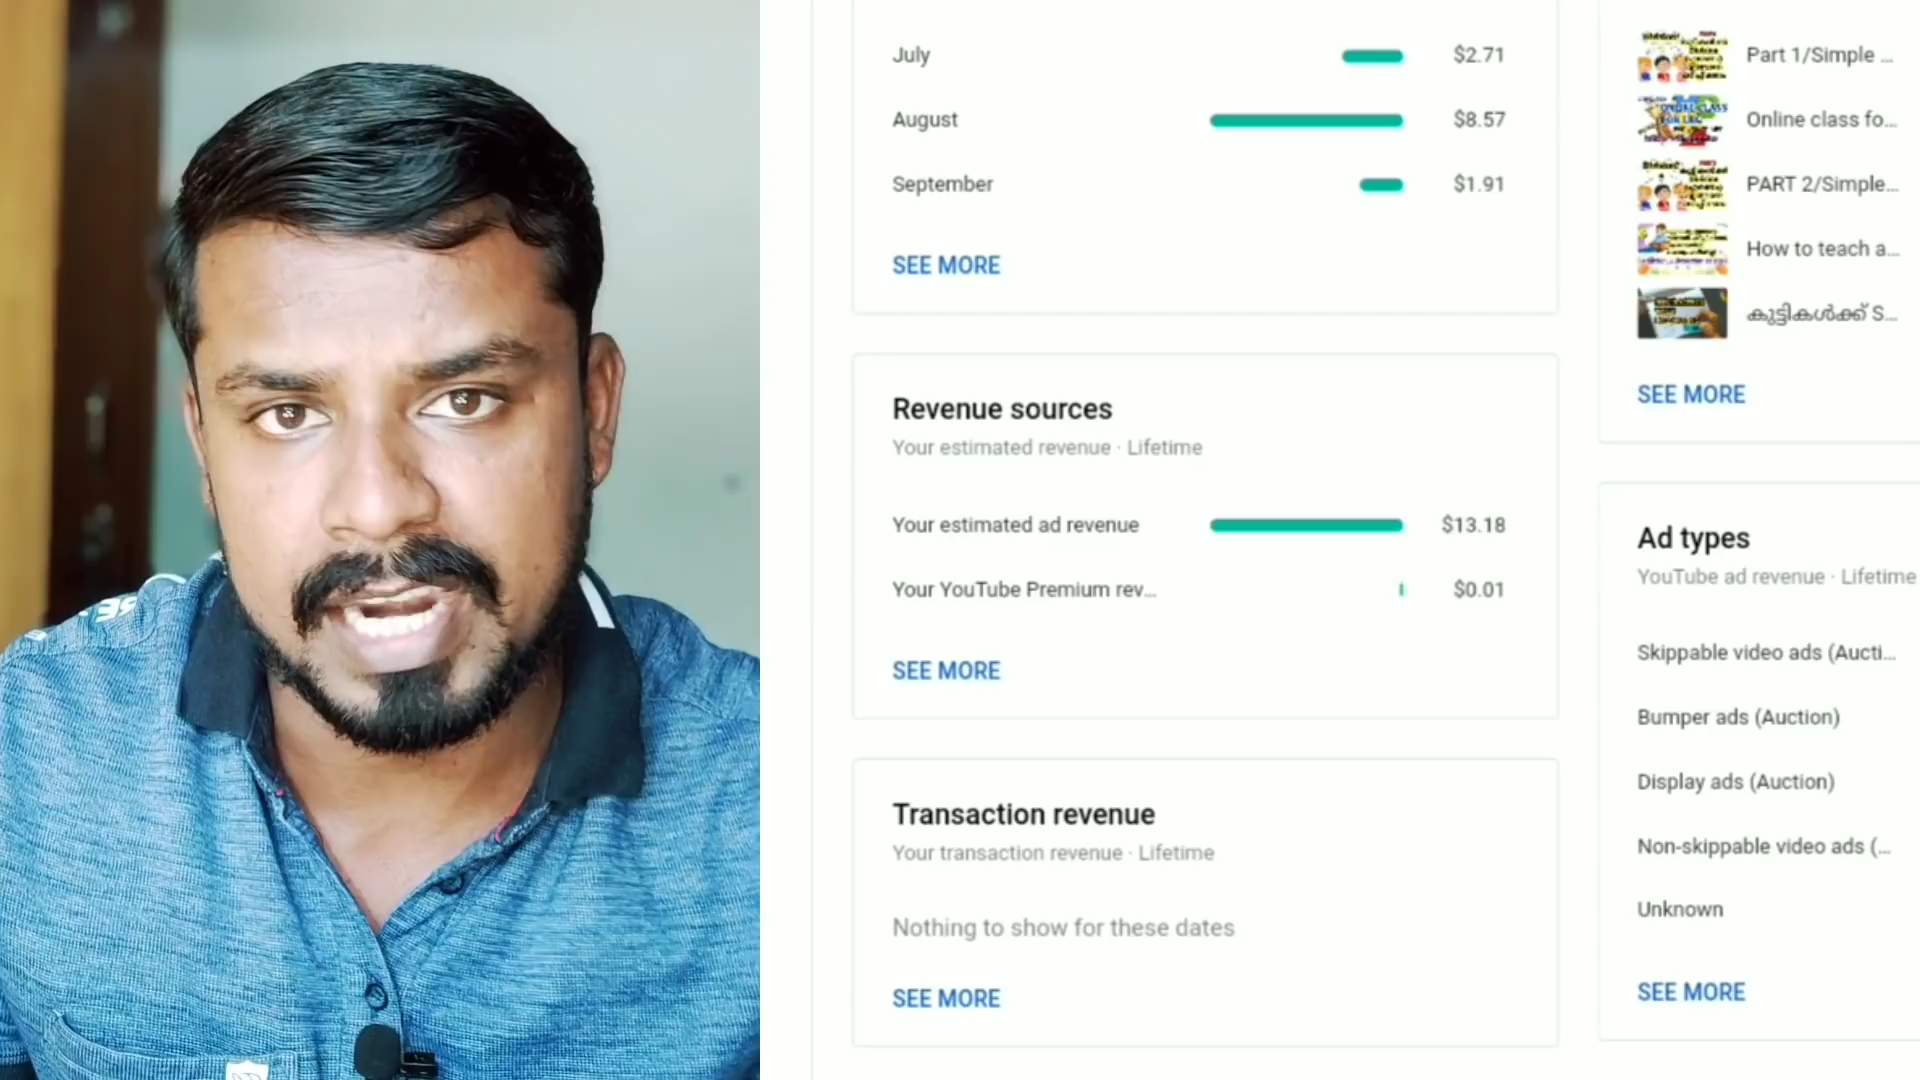 July $2.71
August $8.57
September $1.91
SEE MORE
Revenue sources
Your estimated revenue · Lifetime
Your estimated ad revenue $13.18
Your YouTube Premium rev... $0.01
SEE MORE
Transaction revenue
Your transaction revenue · Lifetime
Nothing to show for these dates
SEE MORE
Part 1/Simple ...
Online class fo...
PART 2/Simple...
How to teach a...
കുട്ടികൾക്ക് S...
SEE MORE
Ad types
YouTube ad revenue · Lifetime
Skippable video ads (Aucti...
Bumper ads (Auction)
Display ads (Auction)
Non-skippable video ads (...
Unknown
SEE MORE